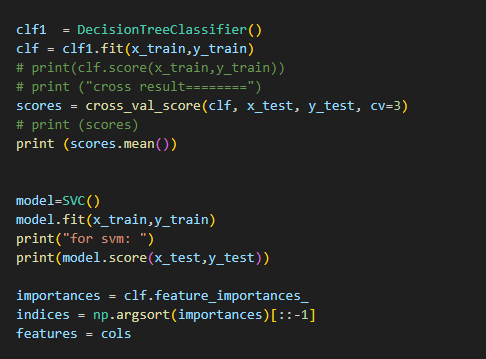 clf1  = DecisionTreeClassifier()
clf = clf1.fit(x_train,y_train)
# print(clf.score(x_train,y_train))
# print ("cross result========")
scores = cross_val_score(clf, x_test, y_test, cv=3)
# print (scores)
print (scores.mean())
model=SVC()
model.fit(x_train,y_train)
print("for svm: ")
print(model.score(x_test,y_test))
importances = clf.feature_importances_
indices = np.argsort(importances)[::-1]
features = cols